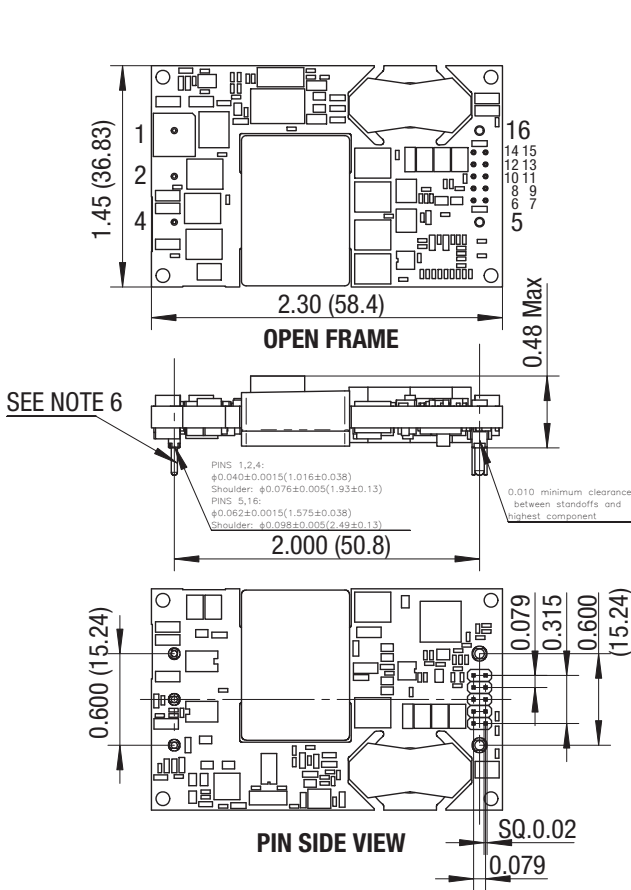 1.45 (36.83)
1
2
4
16
14 15
12 13
10 11
8 9
6 7
5
2.30 (58.4)
OPEN FRAME
0.48 Max
SEE NOTE 6
PINS 1,2,4:
ϕ0.040±0.0015(1.016±0.038)
Shoulder: ϕ0.076±0.005(1.93±0.13)
PINS 5,16:
ϕ0.062±0.0015(1.575±0.038)
Shoulder: ϕ0.098±0.005(2.49±0.13)
0.010 minimum clearance
between standoffs and
highest component
2.000 (50.8)
0.600 (15.24)
0.079
0.315
0.600
(15.24)
PIN SIDE VIEW
SQ.0.02
0.079